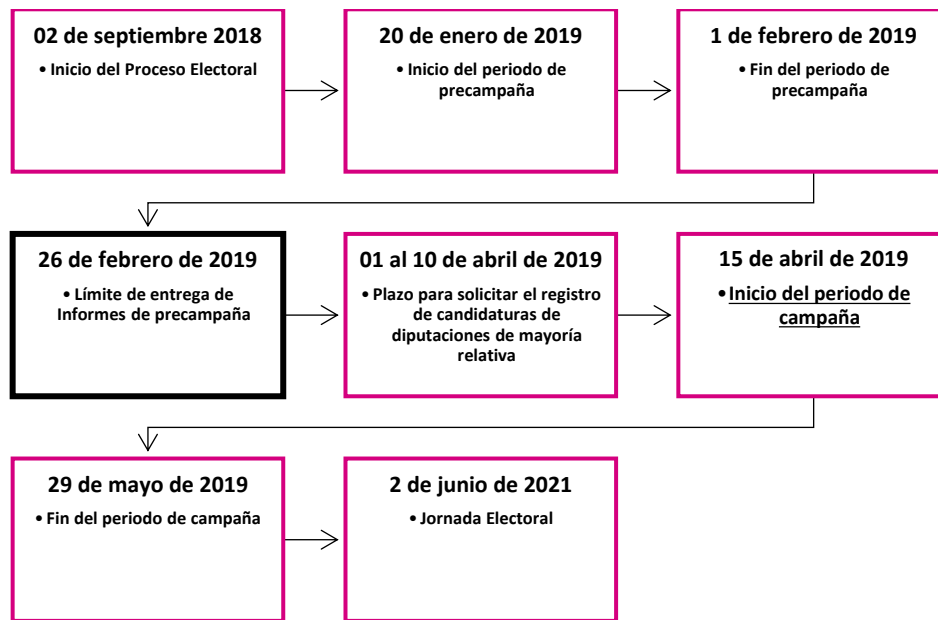 02 de septiembre 2018
• Inicio del Proceso Electoral
20 de enero de 2019
• Inicio del periodo de
precampaña
1 de febrero de 2019
• Fin del periodo de
precampaña
26 de febrero de 2019
• Límite de entrega de
Informes de precampaña
01 al 10 de abril de 2019
• Plazo para solicitar el registro
de candidaturas de
diputaciones de mayoría
relativa
15 de abril de 2019
• Inicio del periodo de
campaña
29 de mayo de 2019
• Fin del periodo de campaña
2 de junio de 2021
• Jornada Electoral